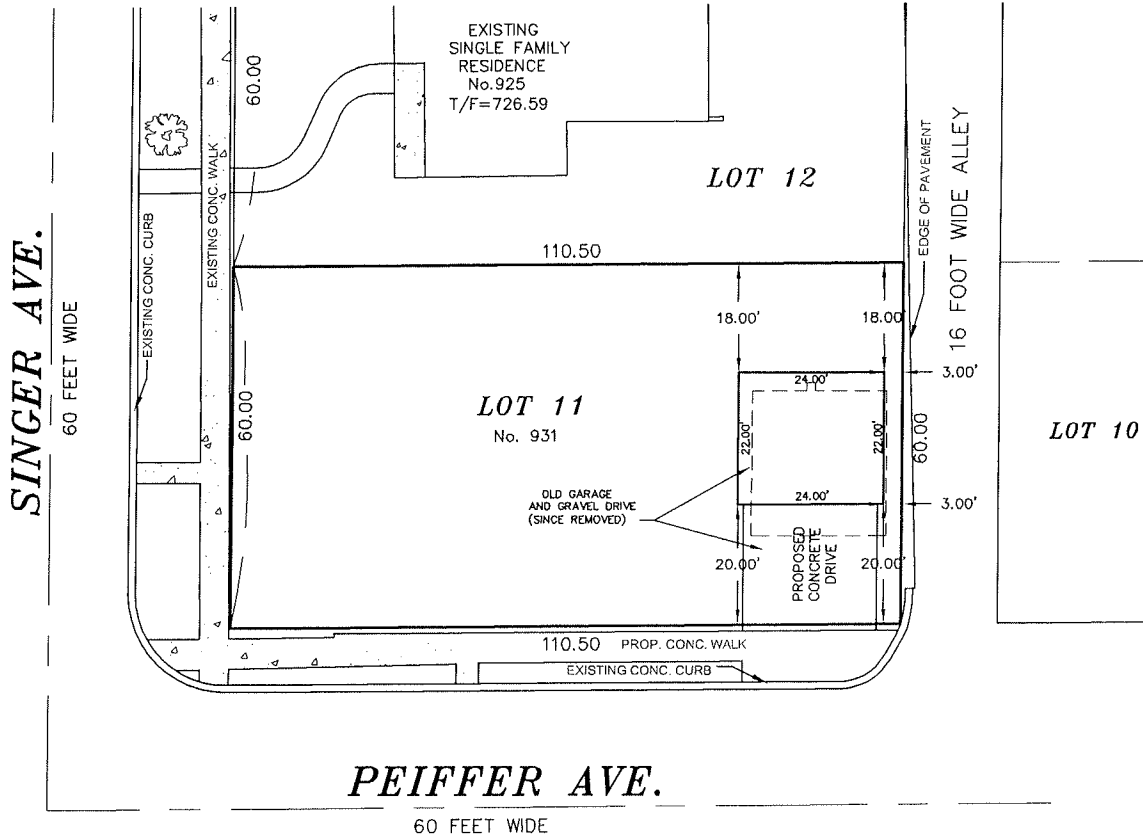 EXISTING
SINGLE FAMILY
RESIDENCE
No.925
T/F=726.59
60.00
EXISTING CONC. WALK
EXISTING CONC. CURB
SINGER AVE.
60 FEET WIDE
LOT 12
EDGE OF PAVEMENT
16 FOOT WIDE ALLEY
110.50
18.00'
18.00'
3.00'
24.00'
60.00
LOT 11
No. 931
22.00'
22.00'
60.00
LOT 10
OLD GARAGE
AND GRAVEL DRIVE
(SINCE REMOVED)
24.00'
3.00'
20.00'
PROPOSED
CONCRETE
DRIVE
20.00'
110.50
PROP. CONC. WALK
EXISTING CONC. CURB
PEIFFER AVE.
60 FEET WIDE